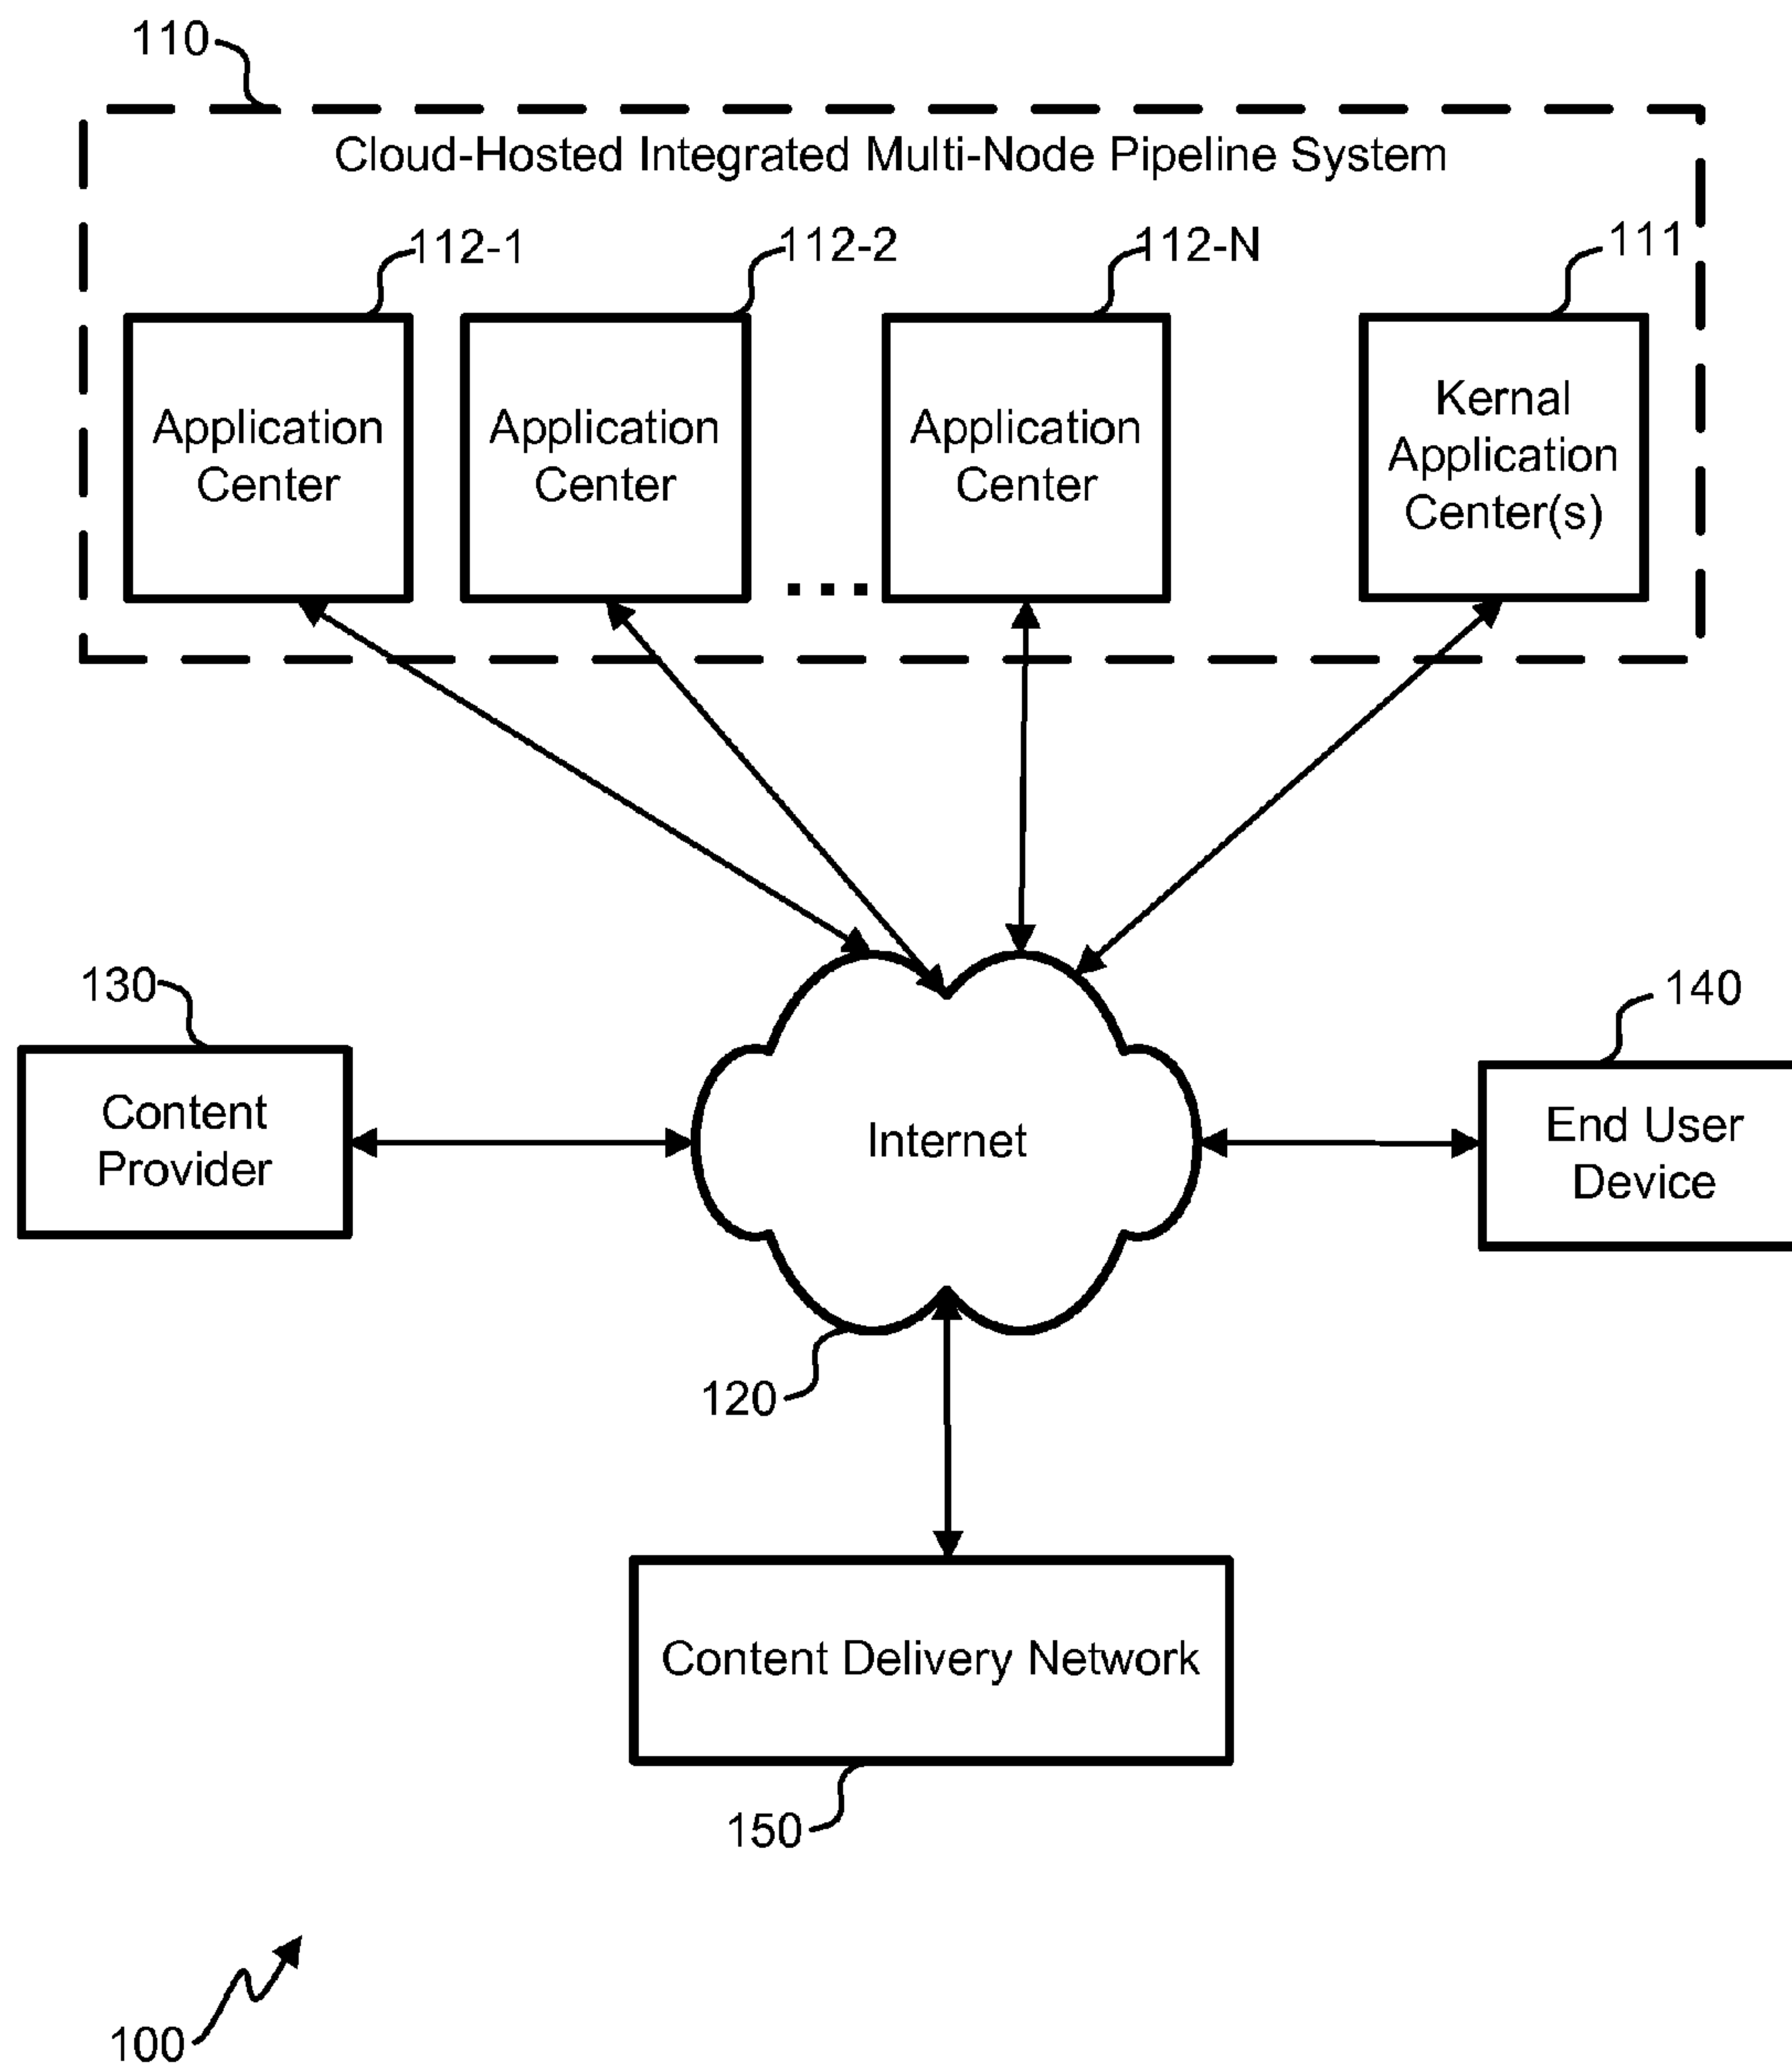 110
Cloud-Hosted Integrated Multi-Node Pipeline System
112-1
112-2
112-N
111
Application
Center
Application
Center
...
Application
Center
Kernal
Application
Center(s)
130
140
Content
Provider
Internet
End User
Device
120
Content Delivery Network
150
100